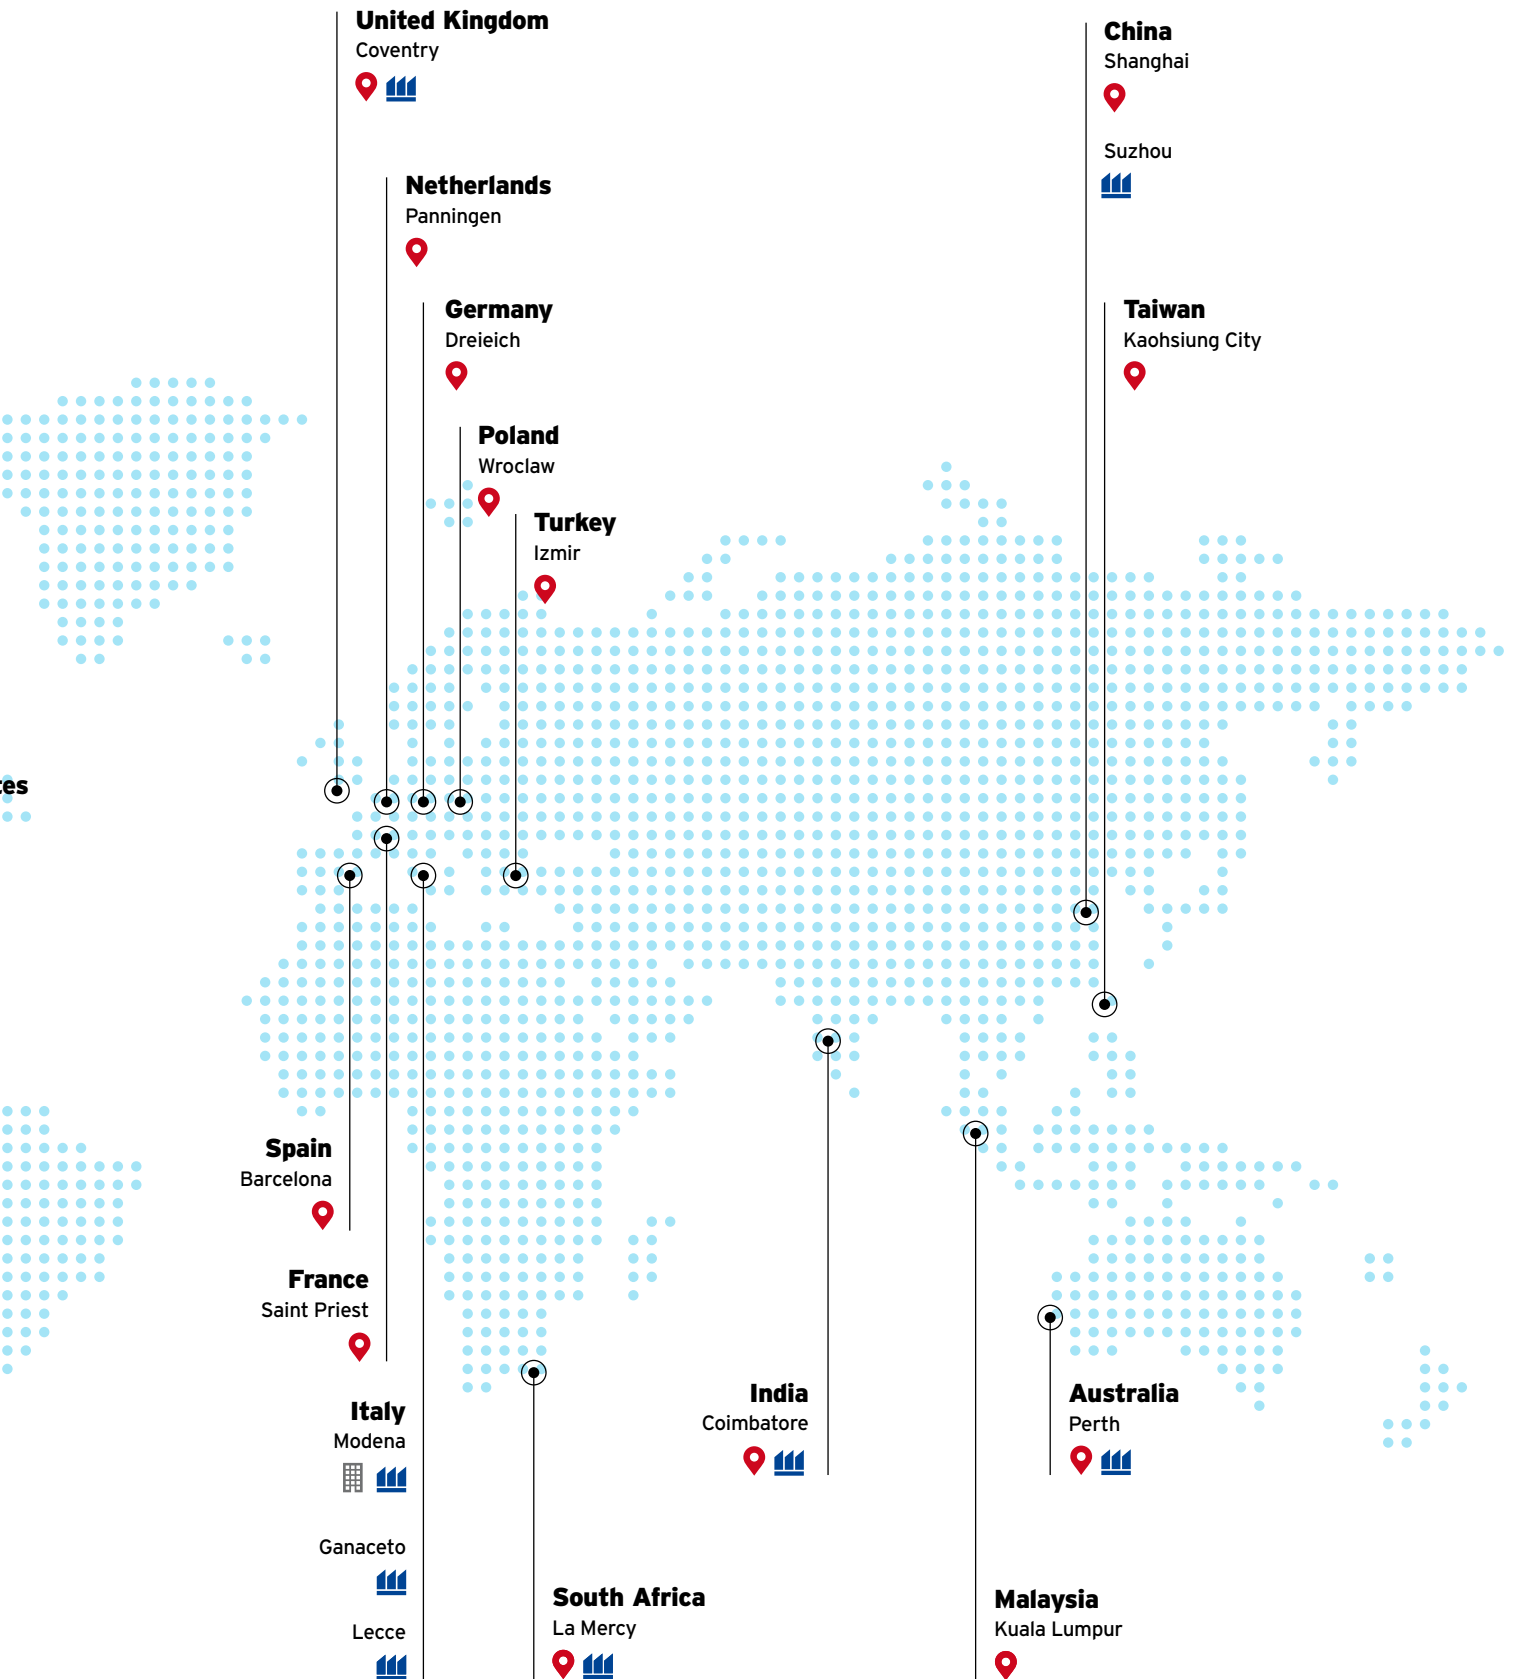 United Kingdom
Coventry
China
Shanghai
Suzhou
Netherlands
Panningen
Germany
Dreieich
Taiwan
Kaohsiung City
Poland
Wroclaw
Turkey
Izmir
tes
Spain
Barcelona
France
Saint Priest
Italy
Modena
Ganaceto
Lecce
India
Coimbatore
Australia
Perth
South Africa
La Mercy
Malaysia
Kuala Lumpur